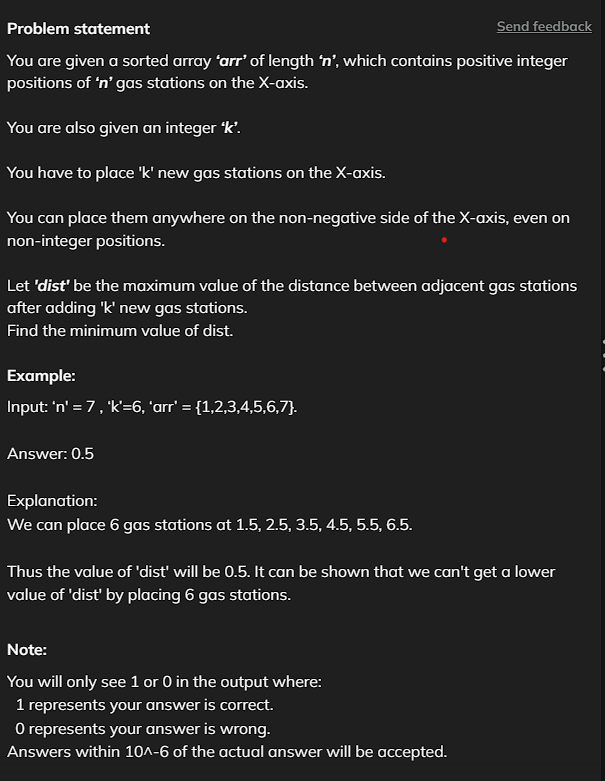 Problem statement
Send feedback
You are given a sorted array ‘arr’ of length ‘n’, which contains positive integer
positions of ‘n’ gas stations on the X-axis.
You are also given an integer ‘k’.
You have to place 'k' new gas stations on the X-axis.
You can place them anywhere on the non-negative side of the X-axis, even on
non-integer positions.
Let 'dist' be the maximum value of the distance between adjacent gas stations
after adding 'k' new gas stations.
Find the minimum value of dist.
Example:
Input: ‘n' = 7 , ‘k’=6, ‘arr’ = {1,2,3,4,5,6,7}.
Answer: 0.5
Explanation:
We can place 6 gas stations at 1.5, 2.5, 3.5, 4.5, 5.5, 6.5.
Thus the value of 'dist' will be 0.5. It can be shown that we can't get a lower
value of 'dist' by placing 6 gas stations.
Note:
You will only see 1 or 0 in the output where:
1 represents your answer is correct.
0 represents your answer is wrong.
Answers within 10^-6 of the actual answer will be accepted.